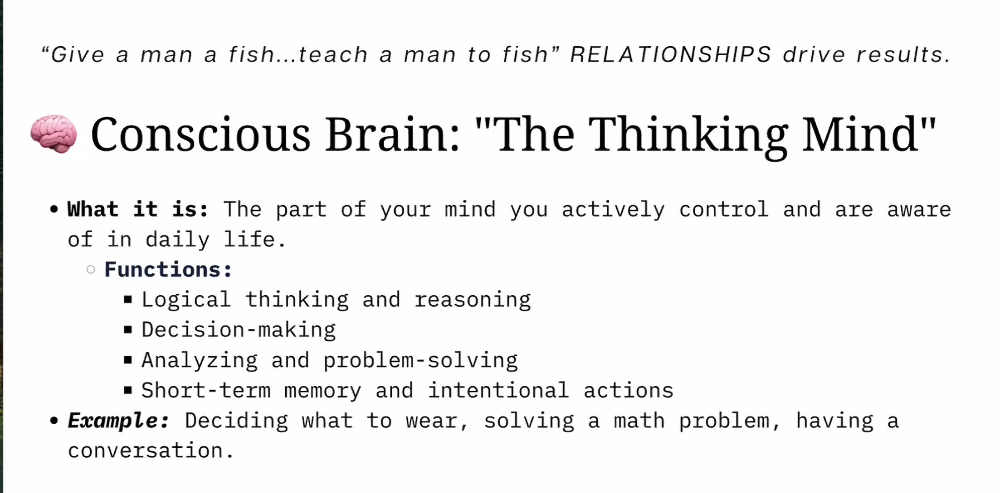 “Give a man a fish...teach a man to fish” RELATIONSHIPS drive results.
🧠 Conscious Brain: "The Thinking Mind"
• What it is: The part of your mind you actively control and are aware
of in daily life.
○ Functions:
▪ Logical thinking and reasoning
▪ Decision-making
▪ Analyzing and problem-solving
▪ Short-term memory and intentional actions
• Example: Deciding what to wear, solving a math problem, having a
conversation.